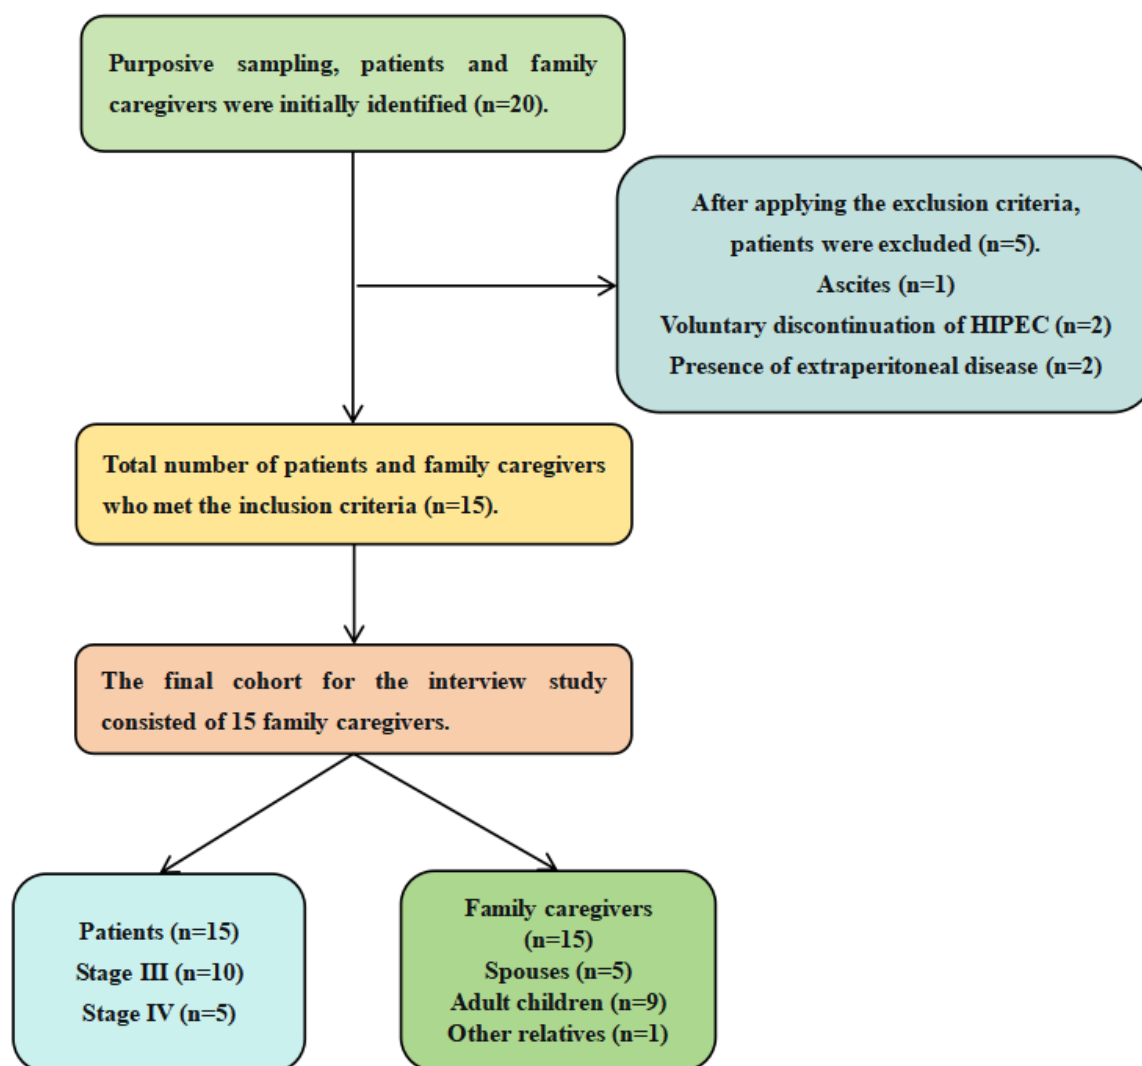 Purposive sampling, patients and family
caregivers were initially identified (n=20).
After applying the exclusion criteria,
patients were excluded (n=5).
Ascites (n=1)
Voluntary discontinuation of HIPEC (n=2)
Presence of extraperitoneal disease (n=2)
Total number of patients and family caregivers
who met the inclusion criteria (n=15).
The final cohort for the interview study
consisted of 15 family caregivers.
Patients (n=15)
Stage III (n=10)
Stage IV (n=5)
Family caregivers
(n=15)
Spouses (n=5)
Adult children (n=9)
Other relatives (n=1)